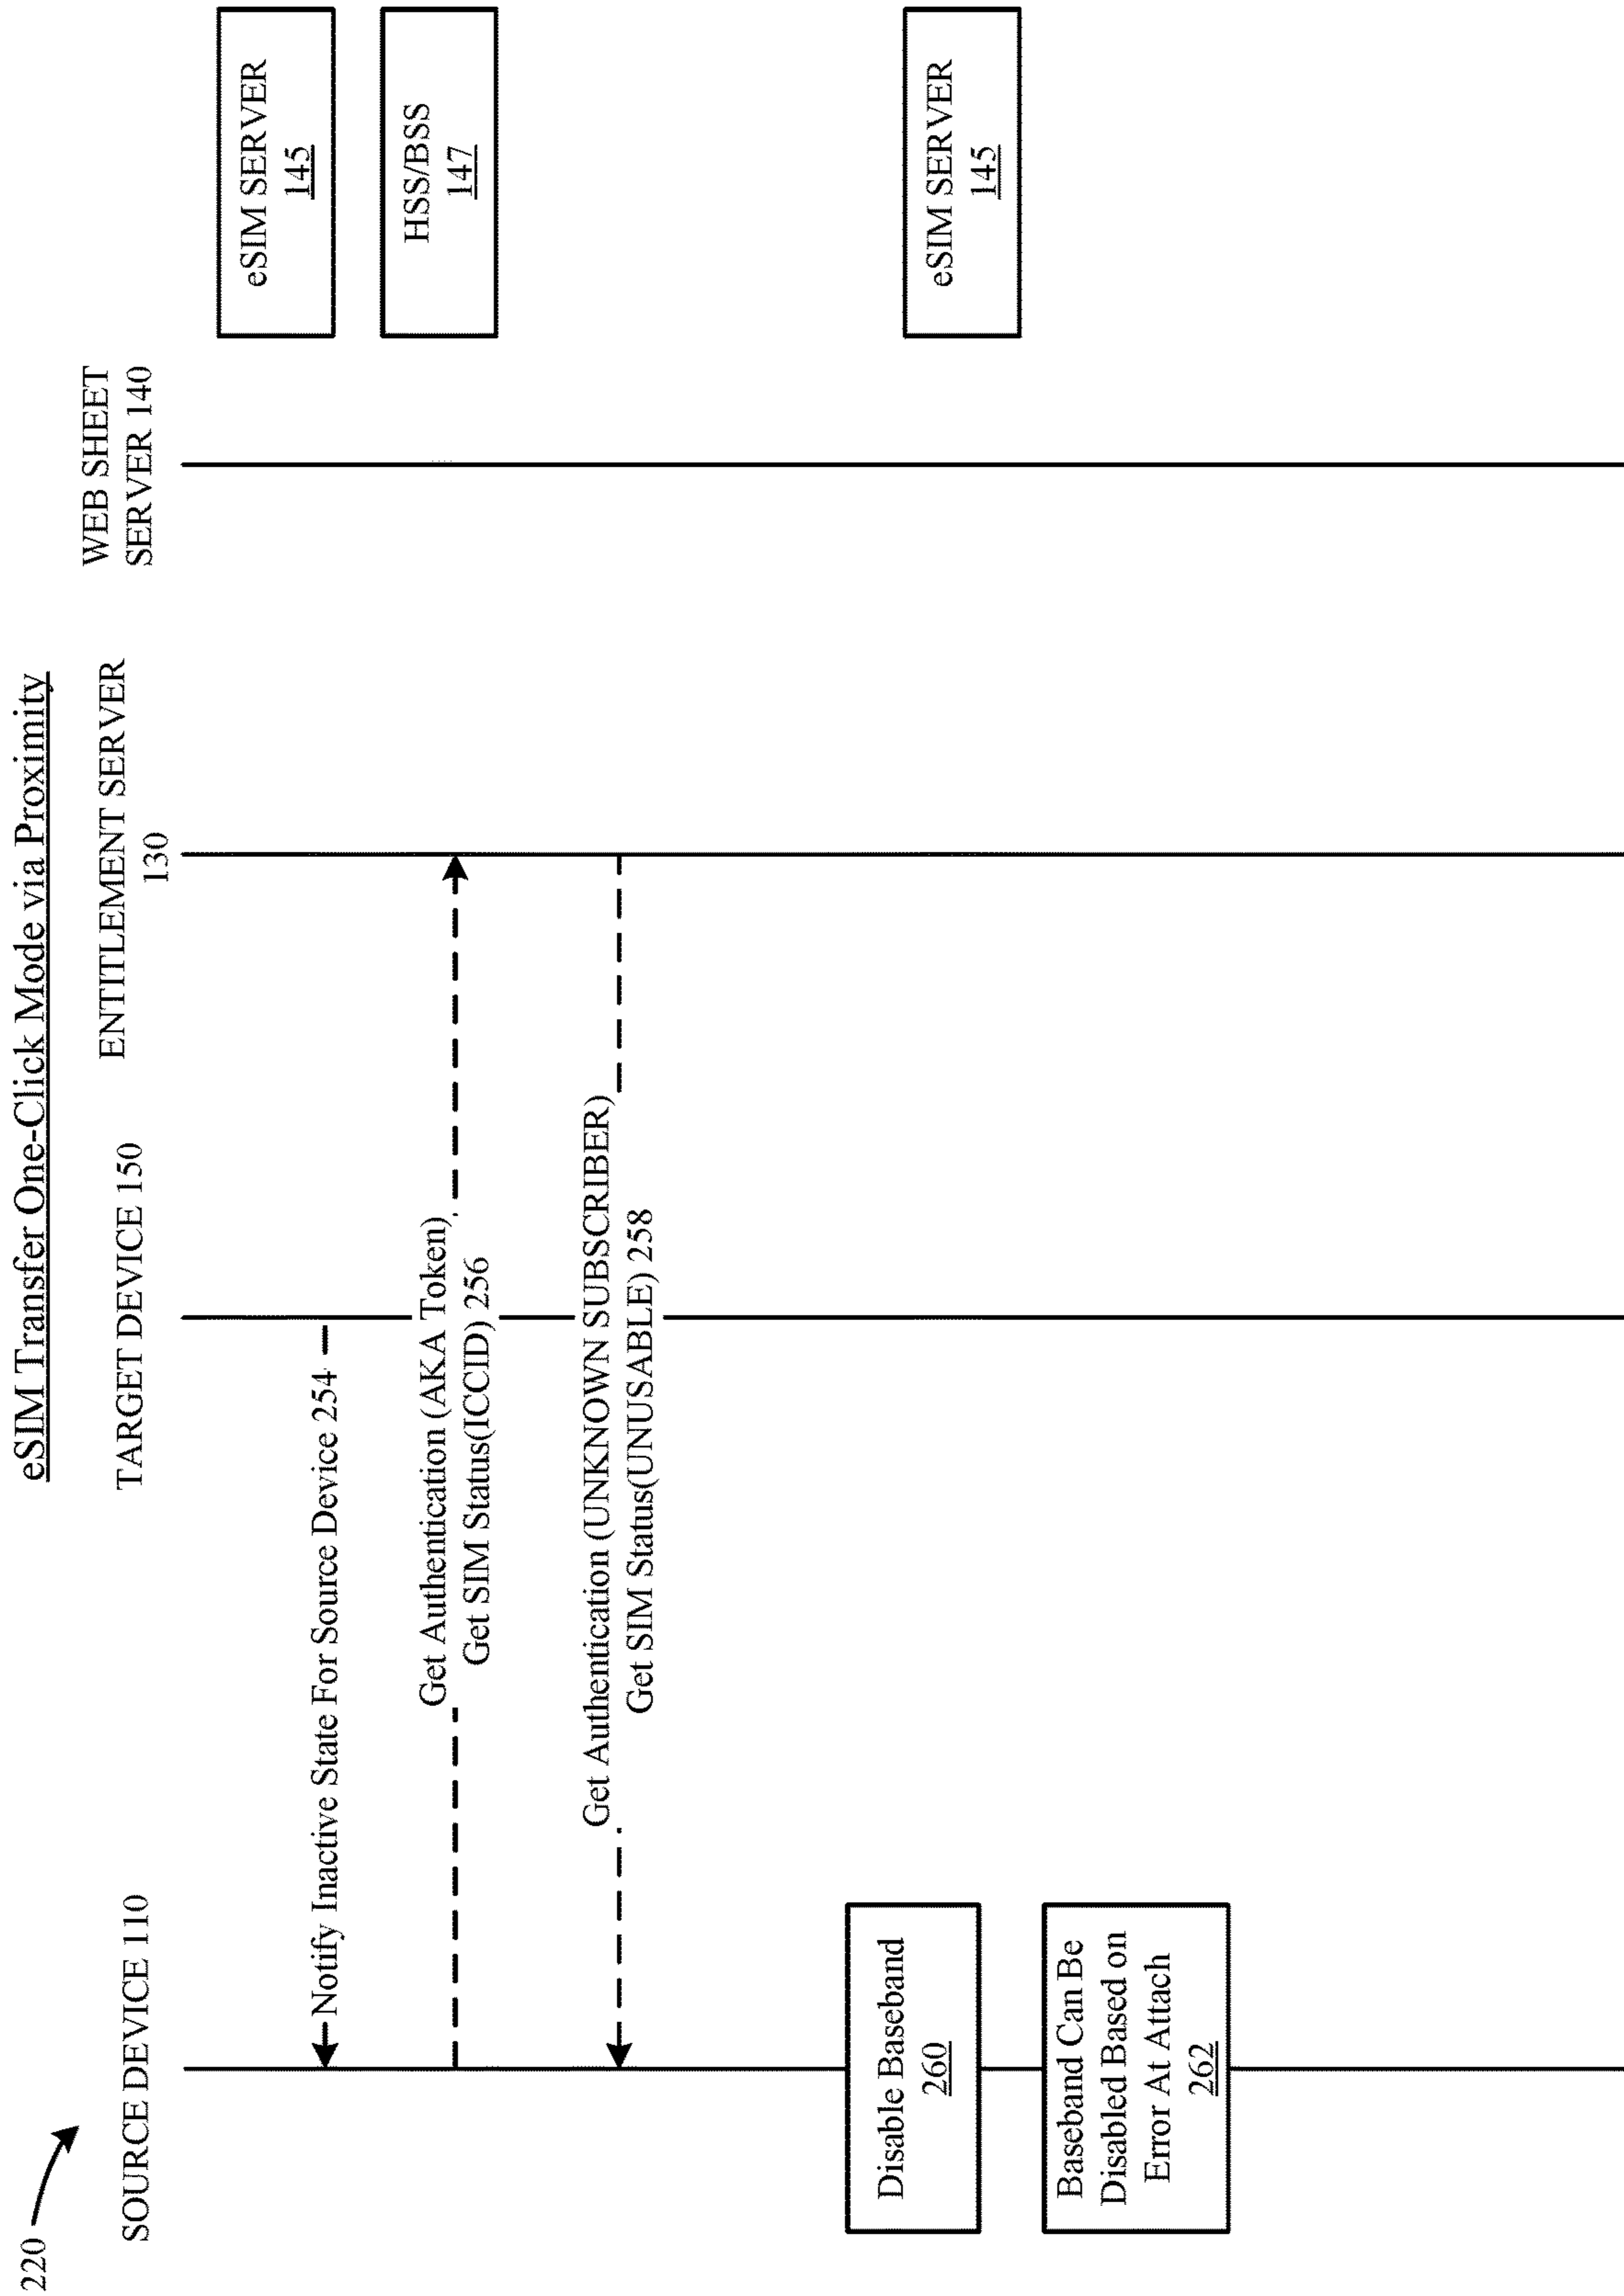 eSIM Transfer One-Click Mode via Proximity
220
SOURCE DEVICE 110
TARGET DEVICE 150
ENTITLEMENT SERVER
130
WEB SHEET
SERVER 140
eSIM SERVER
145
Notify Inactive State For Source Device 254
HSS/BSS
147
Get Authentication (AKA Token)
Get SIM Status(ICCID) 256
Get Authentication (UNKNOWN SUBSCRIBER)
Get SIM Status(UNUSABLE) 258
Disable Baseband
260
eSIM SERVER
145
Baseband Can Be
Disabled Based on
Error At Attach
262